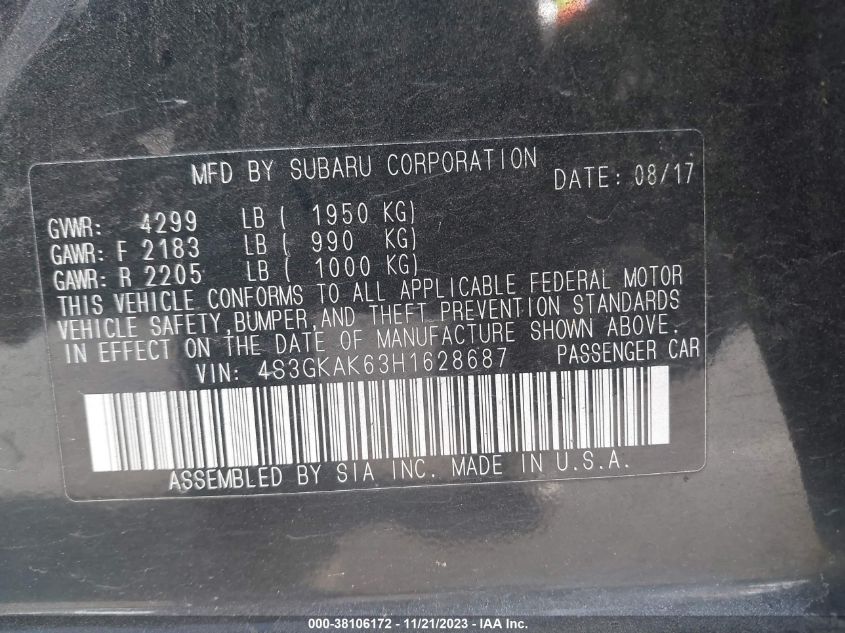 MFD BY SUBARU CORPORATION DATE: 08/17
GVWR: 4299 LB ( 1950 KG)
GAWR: F 2183 LB ( 990 KG)
GAWR: R 2205 LB ( 1000 KG)
THIS VEHICLE CONFORMS TO ALL APPLICABLE FEDERAL MOTOR
VEHICLE SAFETY,BUMPER,AND THEFT PREVENTION STANDARDS
IN EFFECT ON THE DATE OF MANUFACTURE SHOWN ABOVE.
VIN: 4S3GKAK63H1628687 PASSENGER CAR
ASSEMBLED BY SIA INC. MADE IN U.S.A.
000-38106172 - 11/21/2023 - IAA Inc.